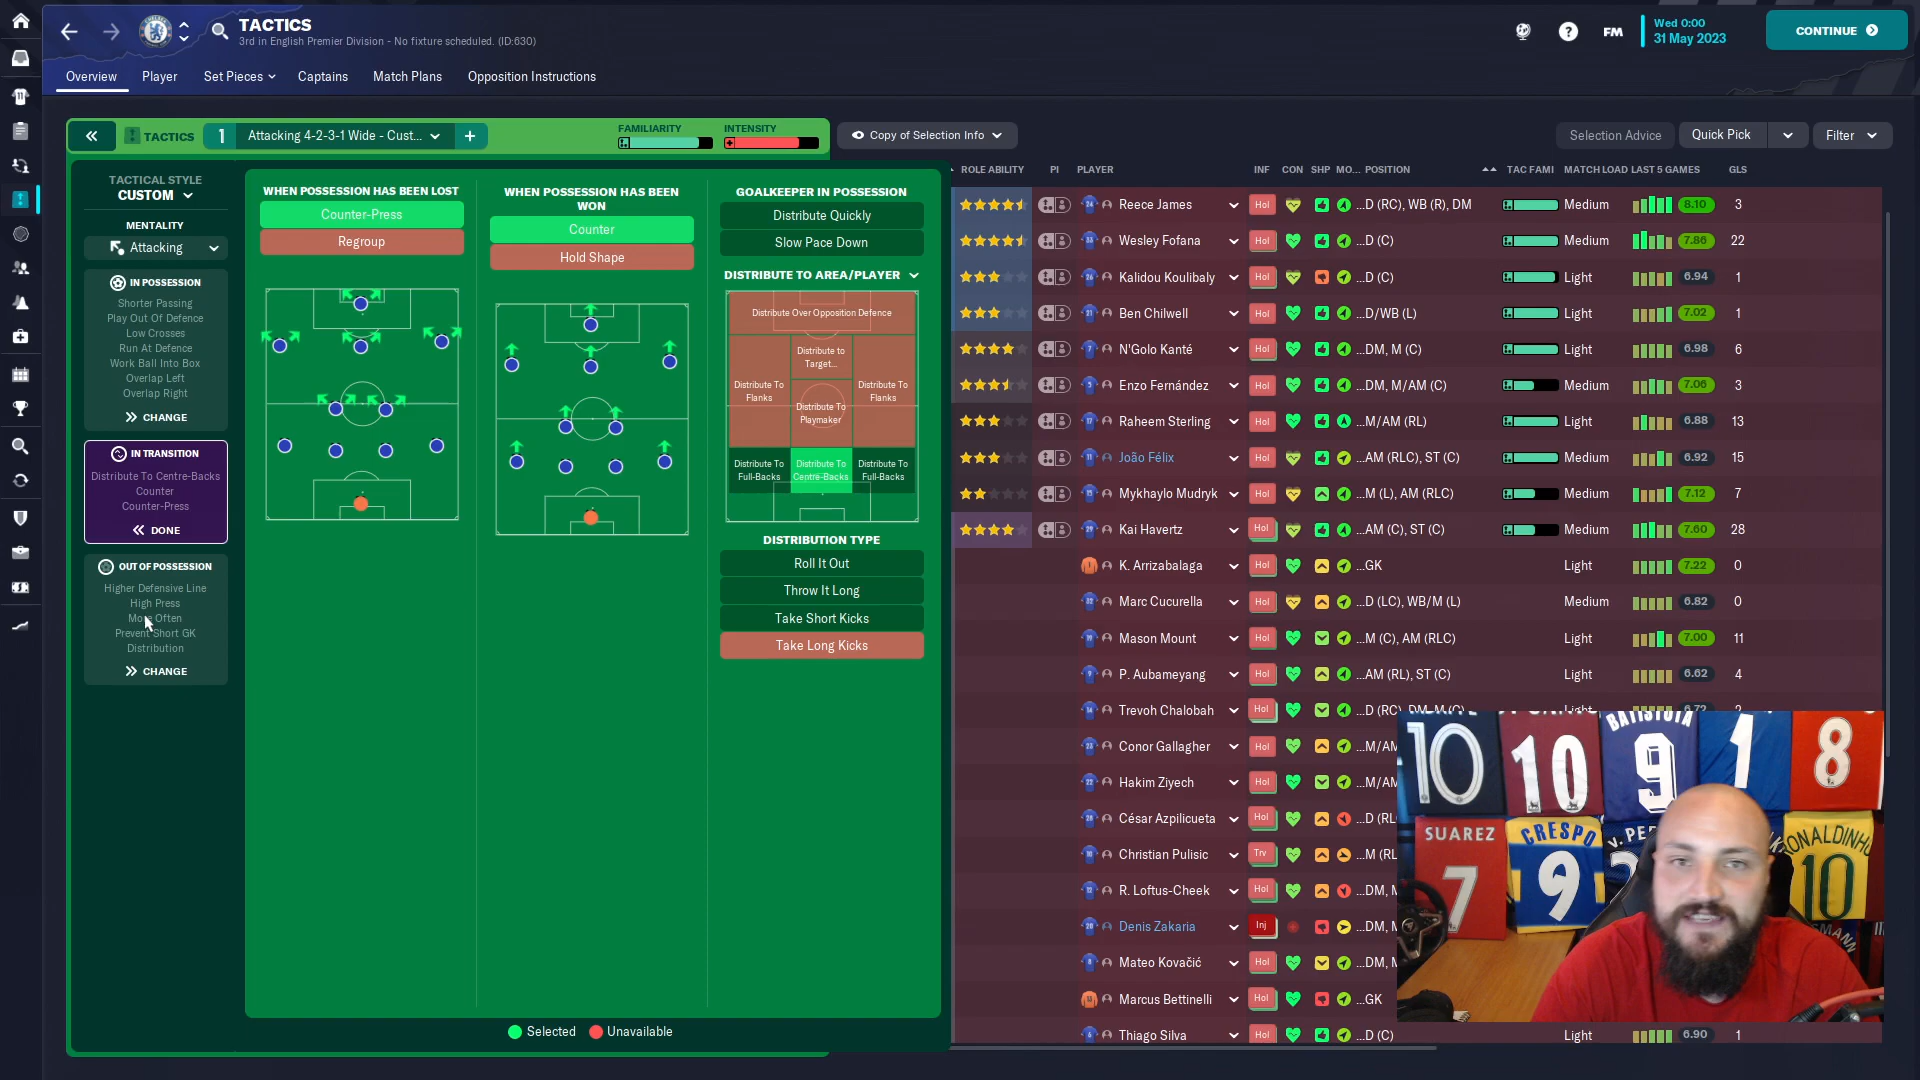 TACTICS
3rd in English Premier Division - No fixture scheduled. (ID:630)
FM
Wed 0:00
31 May 2023
CONTINUE
Overview
Player
Set Pieces
Captains
Match Plans
Opposition Instructions
TACTICS
1
Attacking 4-2-3-1 Wide - Cust...
FAMILIARITY
INTENSITY
Copy of Selection Info
Selection Advice
Quick Pick
Filter
TACTICAL STYLE
CUSTOM
MENTALITY
Attacking
IN POSSESSION
Shorter Passing
Play Out Of Defence
Low Crosses
Run At Defence
Work Ball Into Box
Overlap Left
Overlap Right
CHANGE
IN TRANSITION
Distribute To Centre-Backs
Counter
Counter-Press
DONE
OUT OF POSSESSION
Higher Defensive Line
High Press
More Often
Prevent Short GK
Distribution
CHANGE
WHEN POSSESSION HAS BEEN LOST
Counter-Press
Regroup
WHEN POSSESSION HAS BEEN
WON
Counter
Hold Shape
GOALKEEPER IN POSSESSION
Distribute Quickly
Slow Pace Down
DISTRIBUTE TO AREA/PLAYER
Distribute Over Opposition Defence
Distribute to
Target...
Distribute To
Flanks
Distribute To
Playmaker
Distribute To
Flanks
Distribute To
Full-Backs
Distribute To
Centre-Backs
Distribute To
Full-Backs
DISTRIBUTION TYPE
Roll It Out
Throw It Long
Take Short Kicks
Take Long Kicks
Selected
Unavailable
ROLE ABILITY PI PLAYER INF CON SHP MO... POSITION TAC FAMI MATCH LOAD LAST 5 GAMES GLS
Reece James Hol ...D (RC), WB (R), DM Medium 8.10 3
Wesley Fofana Hol ...D (C) Medium 7.86 22
Kalidou Koulibaly Hol ...D (C) Light 6.94 1
Ben Chilwell Hol ...D/WB (L) Light 7.02 1
N'Golo Kanté Hol ...DM, M (C) Light 6.98 6
Enzo Fernández Hol ...DM, M/AM (C) Medium 7.06 3
Raheem Sterling Hol ...M/AM (RL) Light 6.88 13
João Félix Hol ...AM (RLC), ST (C) Medium 6.92 15
Mykhaylo Mudryk Hol ...M (L), AM (RLC) Medium 7.12 7
Kai Havertz Hol ...AM (C), ST (C) Medium 7.60 28
K. Arrizabalaga Hol ...GK Light 7.22 0
Marc Cucurella Hol ...D (LC), WB/M (L) Medium 6.82 0
Mason Mount Hol ...M (C), AM (RLC) Light 7.00 11
P. Aubameyang Hol ...AM (RL), ST (C) Light 6.62 4
Trevoh Chalobah Hol ...D (RC), DM, M (C) Light 6.72 2
Conor Gallagher Hol ...M/AM
Hakim Ziyech Hol ...M/AM
César Azpilicueta Hol ...D (RL
Christian Pulisic Trv ...M (RL
R. Loftus-Cheek Hol ...DM, M
Denis Zakaria Inj ...DM, M
Mateo Kovačić Hol ...DM, M
Marcus Bettinelli Hol ...GK
Thiago Silva Hol ...D (C) Light 6.90 1
10
10
BATISTUTA
9
1
8
SUAREZ
7
CRESPO
9
V. PE
RONALDINHO
10